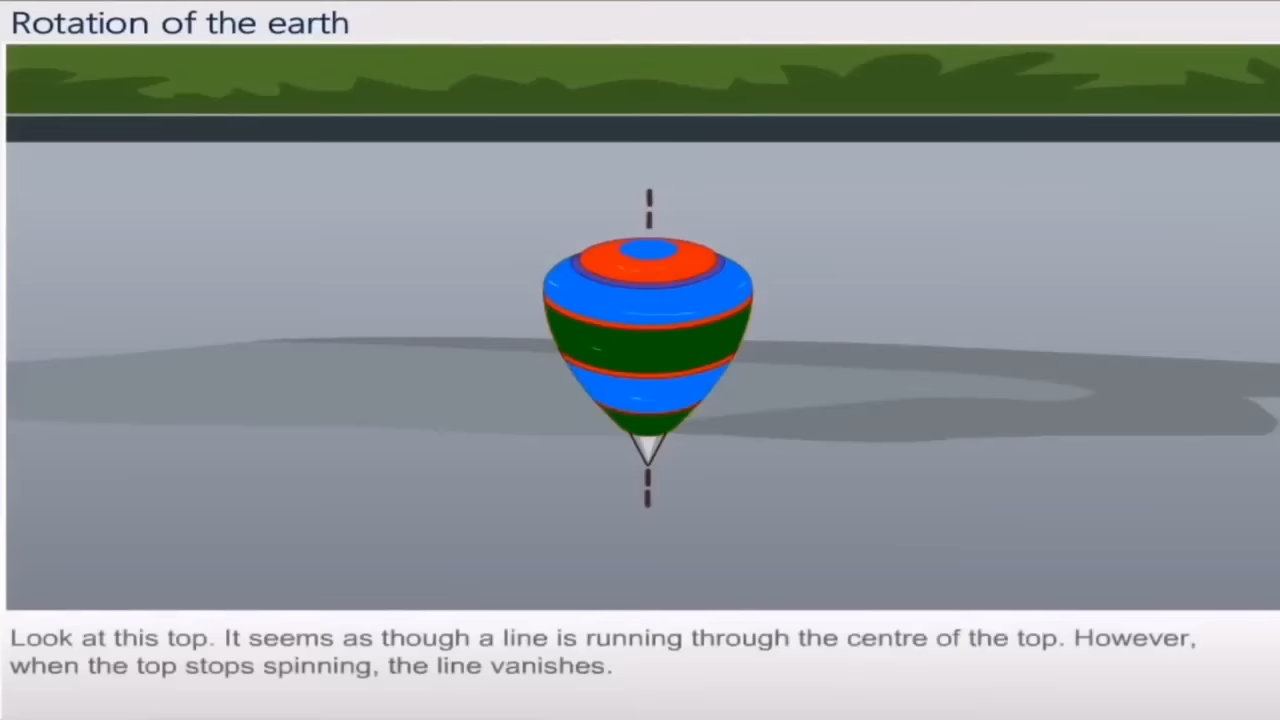 Rotation of the earth
Look at this top. It seems as though a line is running through the centre of the top. However,
when the top stops spinning, the line vanishes.